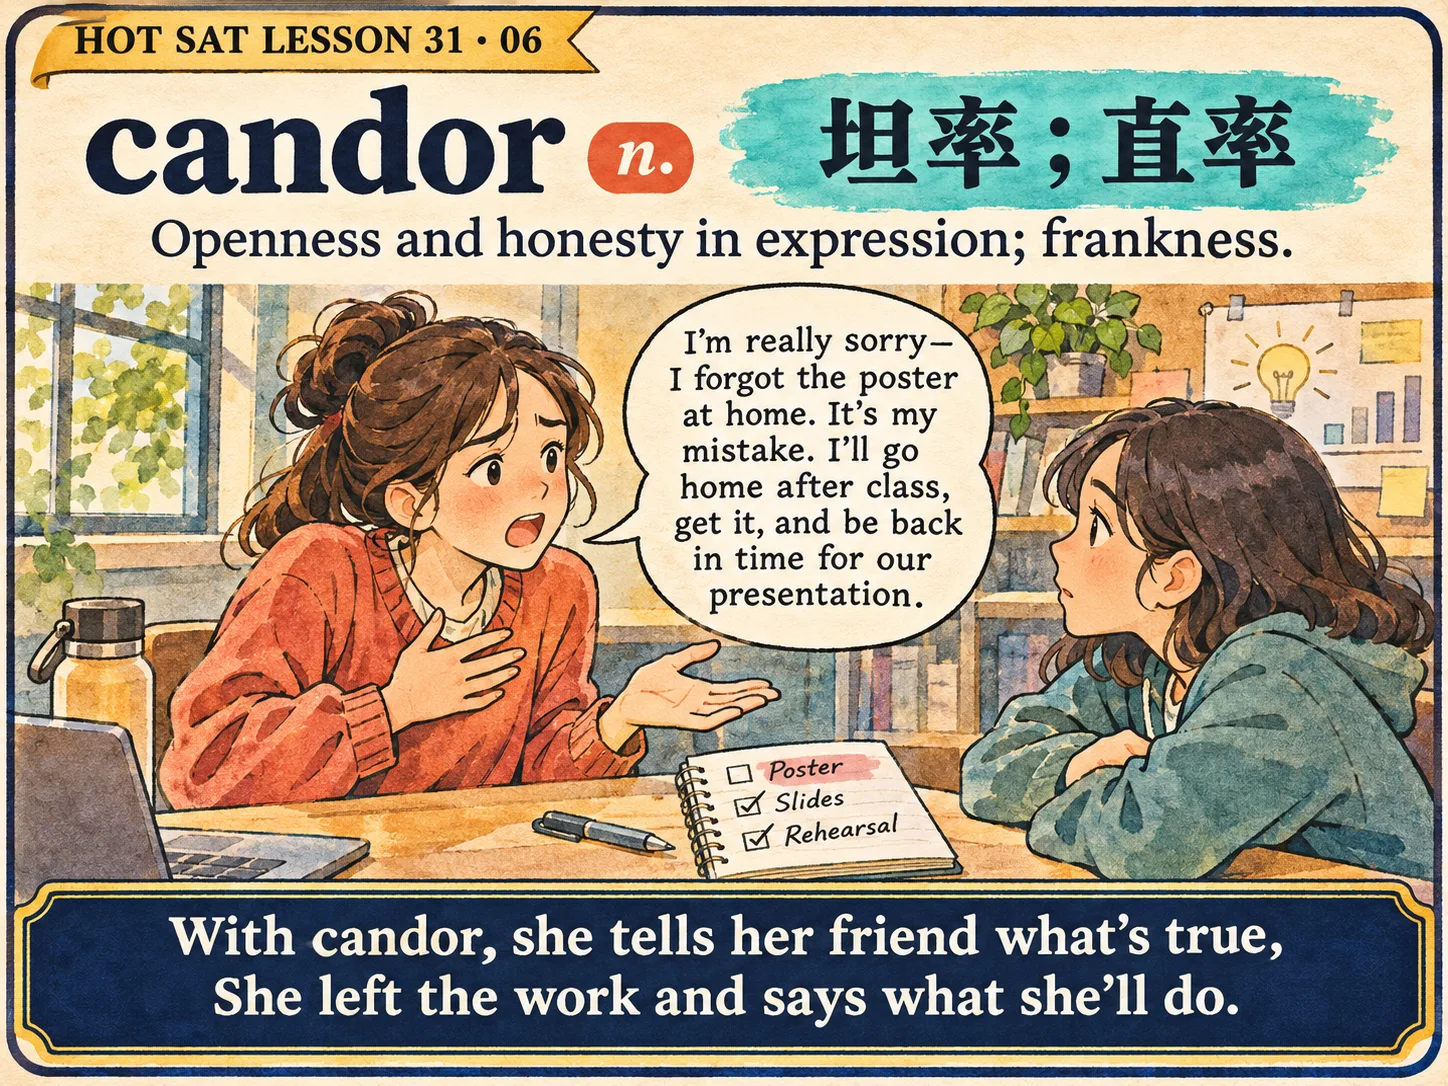 HOT SAT LESSON 31 · 06
candor n.
坦率；直率
Openness and honesty in expression; frankness.
I'm really sorry—
I forgot the poster
at home. It's my
mistake. I'll go
home after class,
get it, and be back
in time for our
presentation.
Poster
Slides
Rehearsal
With candor, she tells her friend what's true,
She left the work and says what she'll do.